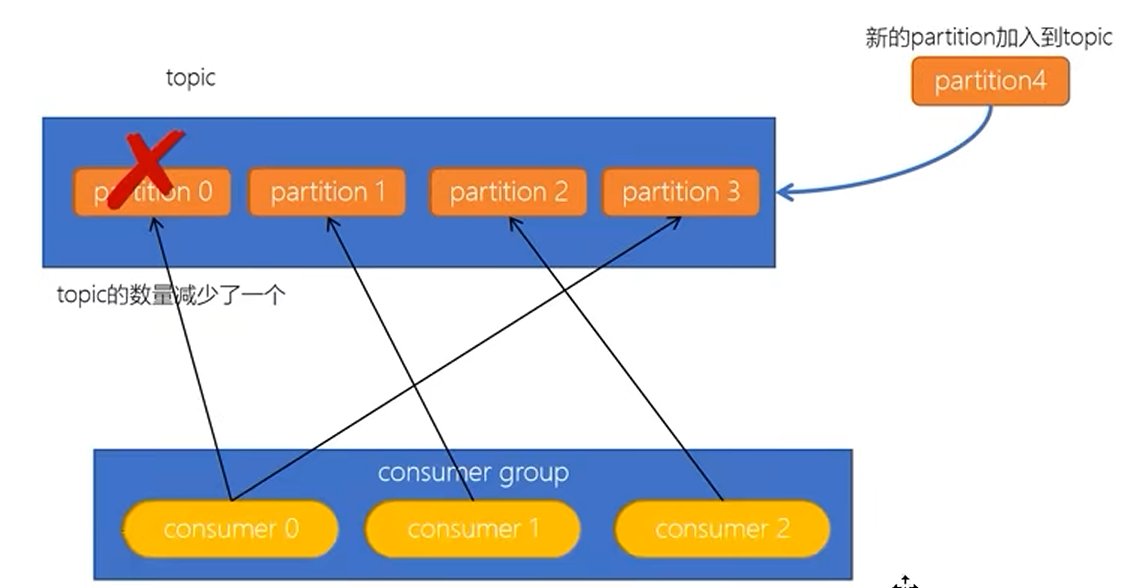 新的partition加入到topic
partition4
topic
partition 0
partition 1
partition 2
partition 3
topic的数量减少了一个
consumer group
consumer 0
consumer 1
consumer 2